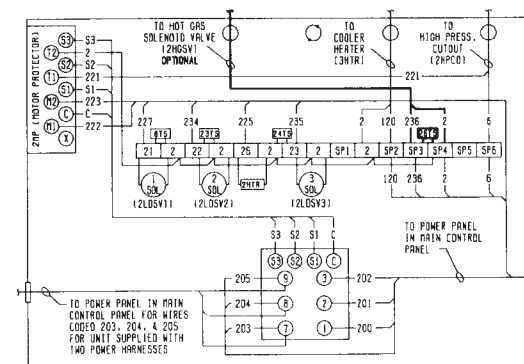 TO HOT GAS
SOLENOID VALVE
(2HGSV)
OPTIONAL
TO
COOLER
HEATER
(3HTR)
TO
HIGH PRESS.
CUTOUT
(2HPCO)
2MP (MOTOR PROTECTOR)
S3 S3
T2 2
S2 S2
T1 221
221
S1 S1
M2 223
C C
M1 222
X
227 234 225 235 2 120 236 2 6
23TS 24TS
21 2 22 2 26 2 23 2 SP1 2 SP2 SP3 SP4 SP5 SP6
1
SOL
(2LDSV1)
2
SOL
(2LDSV2)
2HTR
3
SOL
(2LDSV3)
120 236 2 6
S3 S2 S1 C
S3 S2 S1 C
TO POWER PANEL
IN MAIN CONTROL
PANEL
205 9 3 202
204 8 2 201
203 7 1 200
TO POWER PANEL IN MAIN
CONTROL PANEL FOR WIRES
CODED 203, 204, & 205
FOR UNIT SUPPLIED WITH
TWO POWER HARNESSES